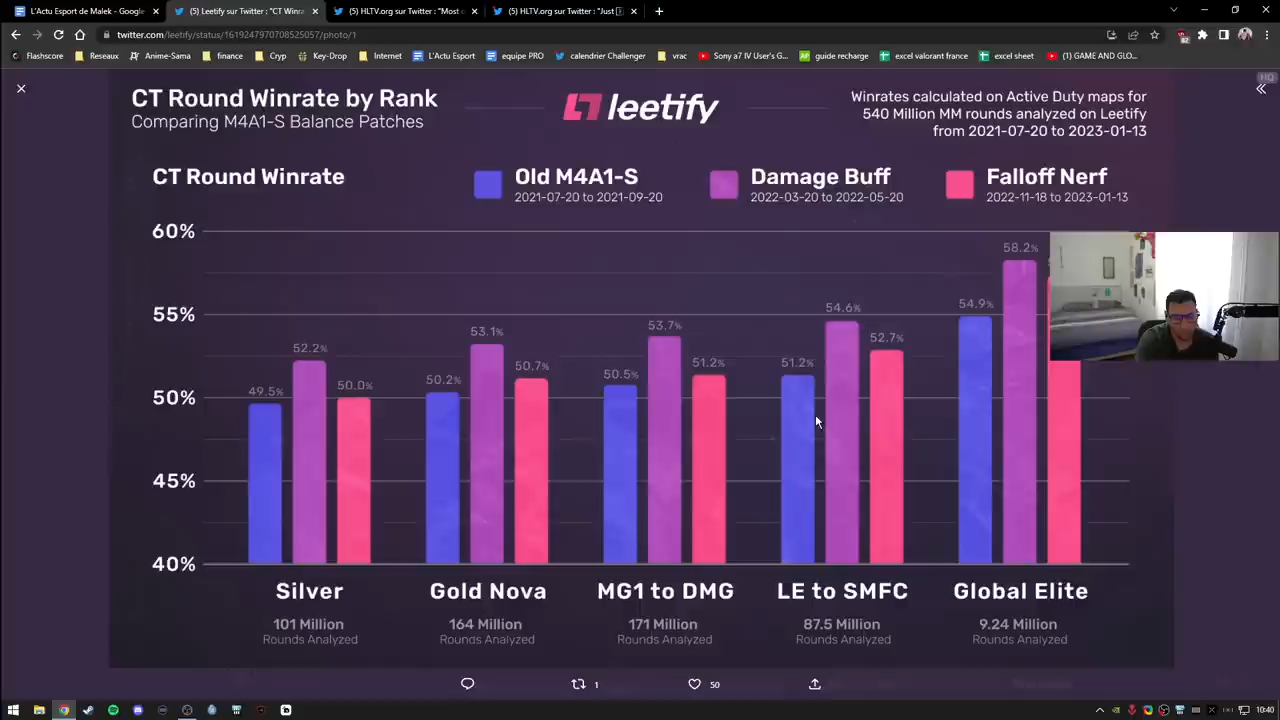 L'Actu Esport de Malek - Google
(5) Leetify sur Twitter : "CT Winra
(5) HLTV.org sur Twitter : "Most
(5) HLTV.org sur Twitter : "Just
twitter.com/leetify/status/1619247970708525057/photo/1
Flashscore
Reseaux
Anime-Sama
finance
Cryp
Key-Drop
Internet
L'Actu Esport
equipe PRO
calendrier Challenger
vrac
Sony a7 IV User's G...
guide recharge
excel valorant france
excel sheet
(1) GAME AND GLO...
CT Round Winrate by Rank
Comparing M4A1-S Balance Patches
leetify
Winrates calculated on Active Duty maps for
540 Million MM rounds analyzed on Leetify
from 2021-07-20 to 2023-01-13
HQ
CT Round Winrate
Old M4A1-S
2021-07-20 to 2021-09-20
Damage Buff
2022-03-20 to 2022-05-20
Falloff Nerf
2022-11-18 to 2023-01-13
60%
55%
50%
45%
40%
49.5%
52.2%
50.0%
50.2%
53.1%
50.7%
50.5%
53.7%
51.2%
51.2%
54.6%
52.7%
54.9%
58.2%
Silver
101 Million
Rounds Analyzed
Gold Nova
164 Million
Rounds Analyzed
MG1 to DMG
171 Million
Rounds Analyzed
LE to SMFC
87.5 Million
Rounds Analyzed
Global Elite
9.24 Million
Rounds Analyzed
1
50
10:40